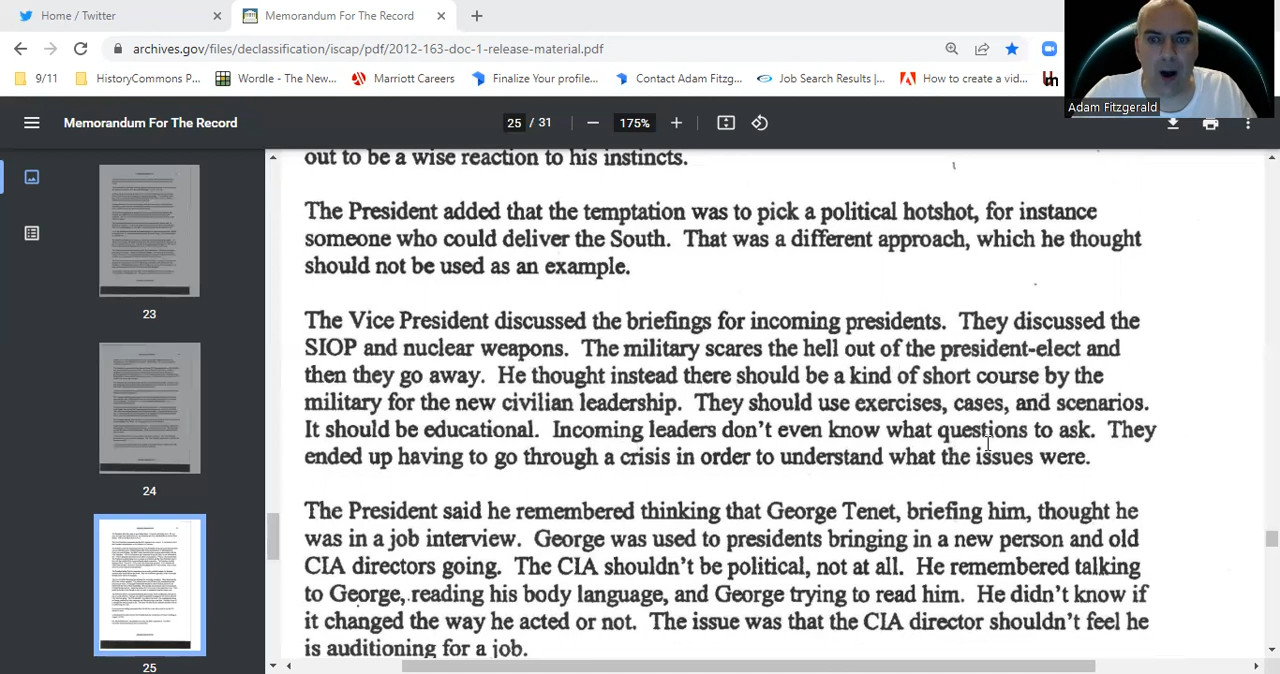 Home / Twitter
Memorandum For The Record
archives.gov/files/declassification/iscap/pdf/2012-163-doc-1-release-material.pdf
9/11
HistoryCommons P...
Wordle - The New...
Marriott Careers
Finalize Your profile...
Contact Adam Fitzg...
Job Search Results |...
How to create a vid...
Adam Fitzgerald
Memorandum For The Record
25 / 31
175%
out to be a wise reaction to his instincts.
The President added that the temptation was to pick a political hotshot, for instance
someone who could deliver the South. That was a different approach, which he thought
should not be used as an example.
The Vice President discussed the briefings for incoming presidents. They discussed the
SIOP and nuclear weapons. The military scares the hell out of the president-elect and
then they go away. He thought instead there should be a kind of short course by the
military for the new civilian leadership. They should use exercises, cases, and scenarios.
It should be educational. Incoming leaders don't even know what questions to ask. They
ended up having to go through a crisis in order to understand what the issues were.
The President said he remembered thinking that George Tenet, briefing him, thought he
was in a job interview. George was used to presidents bringing in a new person and old
CIA directors going. The CIA shouldn't be political, not at all. He remembered talking
to George, reading his body language, and George trying to read him. He didn't know if
it changed the way he acted or not. The issue was that the CIA director shouldn't feel he
is auditioning for a job.
23
24
25